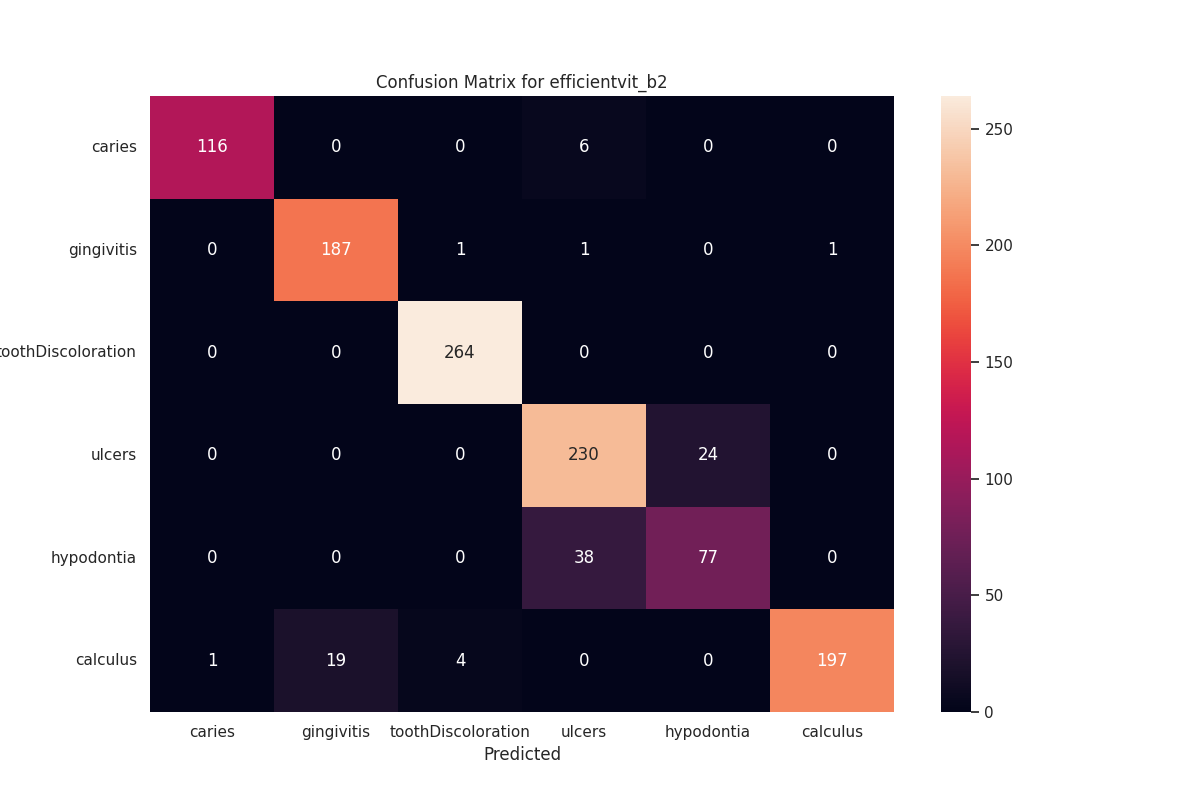 Confusion Matrix for efficientvit_b2
caries 116 0 0 6 0 0
gingivitis 0 187 1 1 0 1
toothDiscoloration 0 0 264 0 0 0
ulcers 0 0 0 230 24 0
hypodontia 0 0 0 38 77 0
calculus 1 19 4 0 0 197
caries gingivitis toothDiscoloration ulcers hypodontia calculus
Predicted
250
200
150
100
50
0